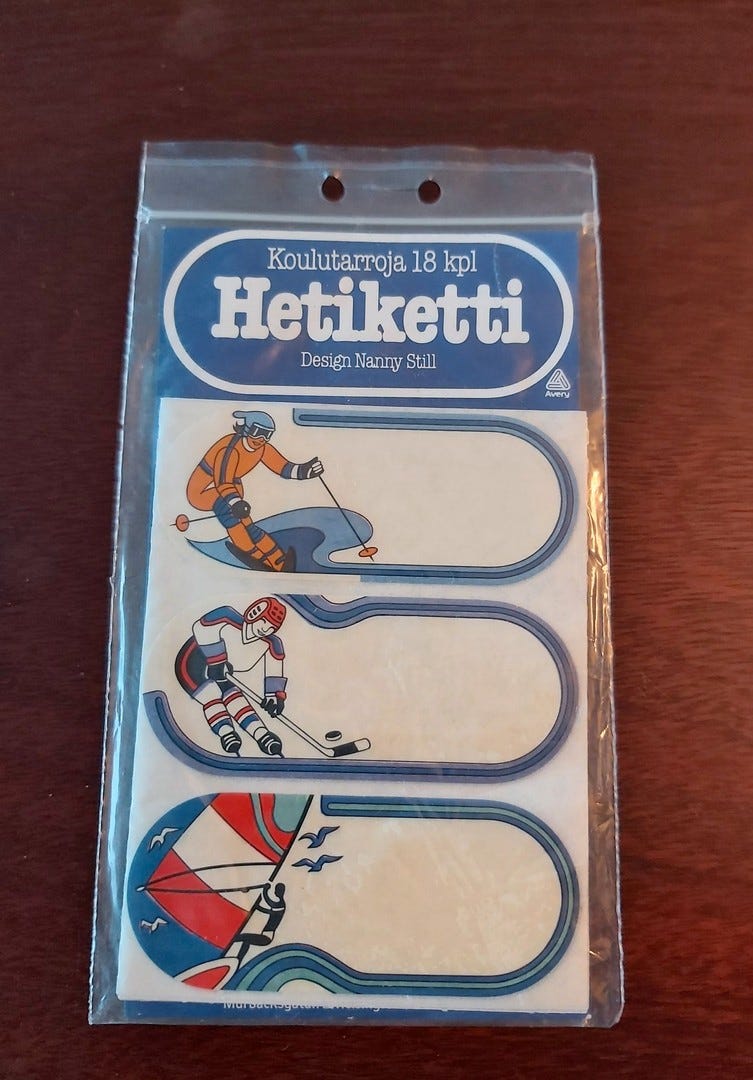 Koulutarroja 18 kpl
Hetiketti
Design Nanny Still
Avery